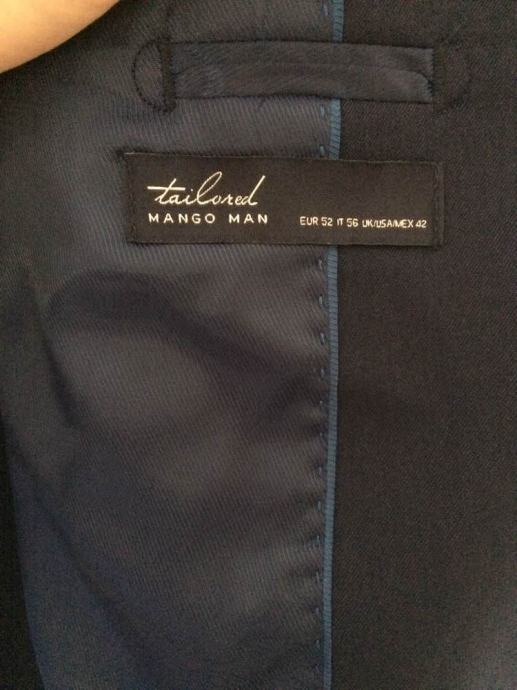 tailored
MANGO MAN
EUR 52 IT 56 UK/USA/MEX 42